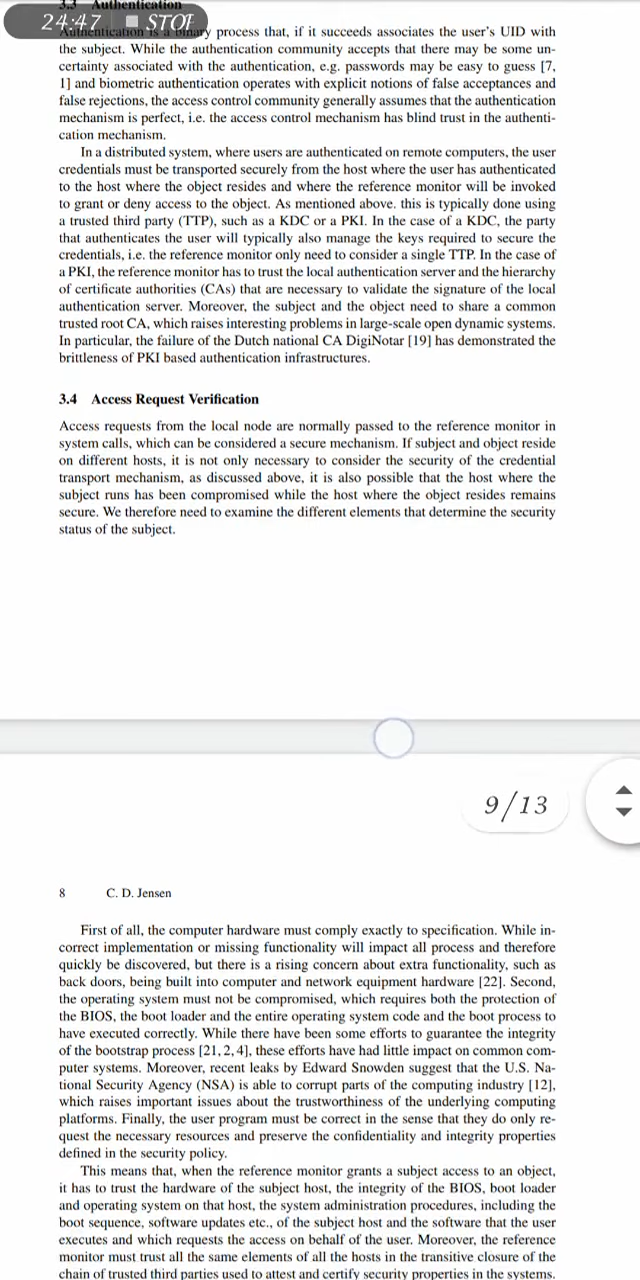 3.3 Authentication
24:47 STOP
Authentication is a binary process that, if it succeeds associates the user's UID with
the subject. While the authentication community accepts that there may be some un-
certainty associated with the authentication, e.g. passwords may be easy to guess [7,
1] and biometric authentication operates with explicit notions of false acceptances and
false rejections, the access control community generally assumes that the authentication
mechanism is perfect, i.e. the access control mechanism has blind trust in the authenti-
cation mechanism.
In a distributed system, where users are authenticated on remote computers, the user
credentials must be transported securely from the host where the user has authenticated
to the host where the object resides and where the reference monitor will be invoked
to grant or deny access to the object. As mentioned above. this is typically done using
a trusted third party (TTP), such as a KDC or a PKI. In the case of a KDC, the party
that authenticates the user will typically also manage the keys required to secure the
credentials, i.e. the reference monitor only need to consider a single TTP. In the case of
a PKI, the reference monitor has to trust the local authentication server and the hierarchy
of certificate authorities (CAs) that are necessary to validate the signature of the local
authentication server. Moreover, the subject and the object need to share a common
trusted root CA, which raises interesting problems in large-scale open dynamic systems.
In particular, the failure of the Dutch national CA DigiNotar [19] has demonstrated the
brittleness of PKI based authentication infrastructures.
3.4 Access Request Verification
Access requests from the local node are normally passed to the reference monitor in
system calls, which can be considered a secure mechanism. If subject and object reside
on different hosts, it is not only necessary to consider the security of the credential
transport mechanism, as discussed above, it is also possible that the host where the
subject runs has been compromised while the host where the object resides remains
secure. We therefore need to examine the different elements that determine the security
status of the subject.
9/13
8 C. D. Jensen
First of all, the computer hardware must comply exactly to specification. While in-
correct implementation or missing functionality will impact all process and therefore
quickly be discovered, but there is a rising concern about extra functionality, such as
back doors, being built into computer and network equipment hardware [22]. Second,
the operating system must not be compromised, which requires both the protection of
the BIOS, the boot loader and the entire operating system code and the boot process to
have executed correctly. While there have been some efforts to guarantee the integrity
of the bootstrap process [21, 2, 4], these efforts have had little impact on common com-
puter systems. Moreover, recent leaks by Edward Snowden suggest that the U.S. Na-
tional Security Agency (NSA) is able to corrupt parts of the computing industry [12],
which raises important issues about the trustworthiness of the underlying computing
platforms. Finally, the user program must be correct in the sense that they do only re-
quest the necessary resources and preserve the confidentiality and integrity properties
defined in the security policy.
This means that, when the reference monitor grants a subject access to an object,
it has to trust the hardware of the subject host, the integrity of the BIOS, boot loader
and operating system on that host, the system administration procedures, including the
boot sequence, software updates etc., of the subject host and the software that the user
executes and which requests the access on behalf of the user. Moreover, the reference
monitor must trust all the same elements of all the hosts in the transitive closure of the
chain of trusted third parties used to attest and certify security properties in the systems.